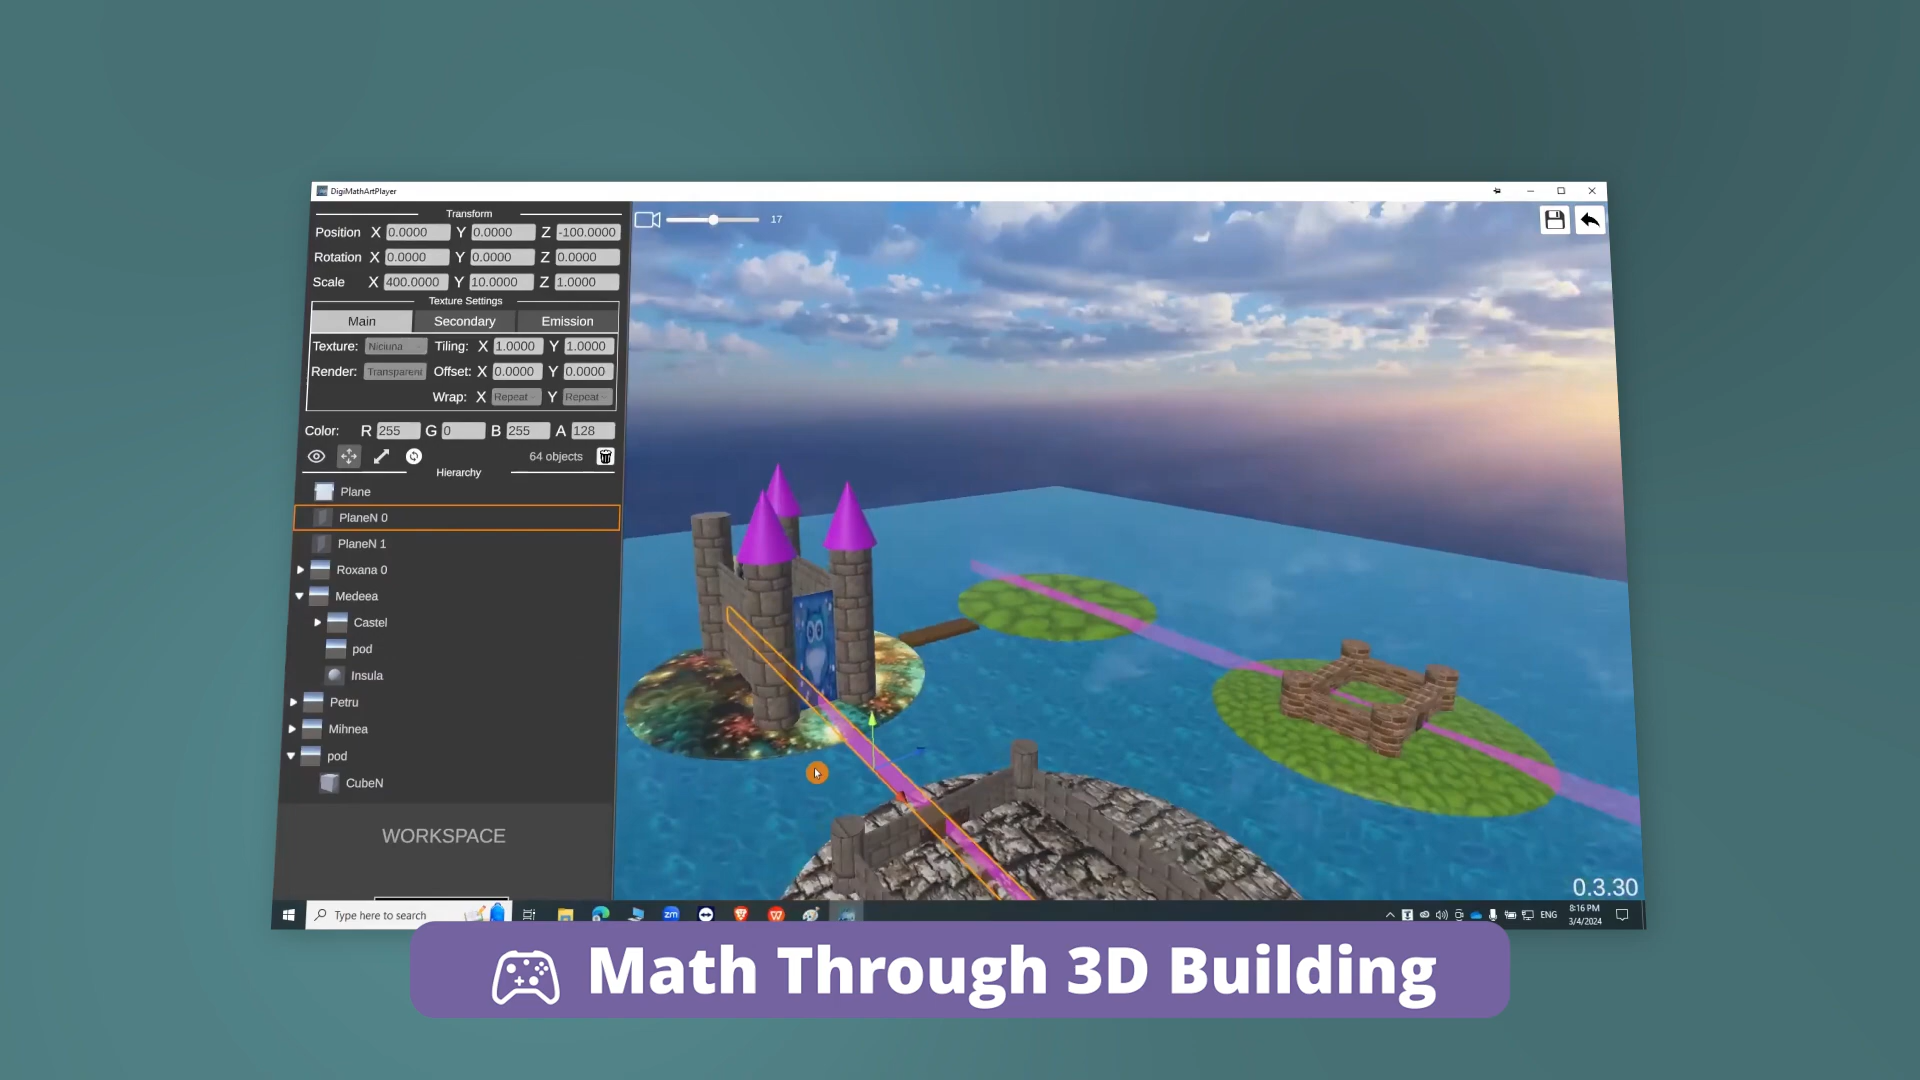 DigiMathArtPlayer
Transform
Position X 0.0000 Y 0.0000 Z -100.0000
Rotation X 0.0000 Y 0.0000 Z 0.0000
Scale X 400.0000 Y 10.0000 Z 1.0000
Texture Settings
Main Secondary Emission
Texture: Niciuna Tiling: X 1.0000 Y 1.0000
Render: Transparent Offset: X 0.0000 Y 0.0000
Wrap: X Repeat Y Repeat
Color: R 255 G 0 B 255 A 128
64 objects
Hierarchy
Plane
PlaneN 0
PlaneN 1
Roxana 0
Medeea
Castel
pod
Insula
Petru
Mihnea
pod
CubeN
WORKSPACE
17
0.3.30
Type here to search
zm
ENG
8:16 PM
3/4/2024
Math Through 3D Building